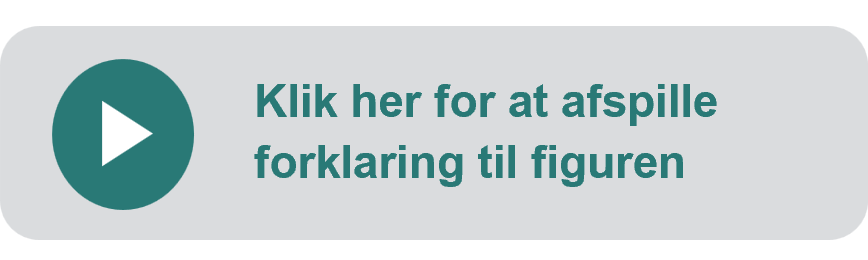 Klik her for at afspille
forklaring til figuren